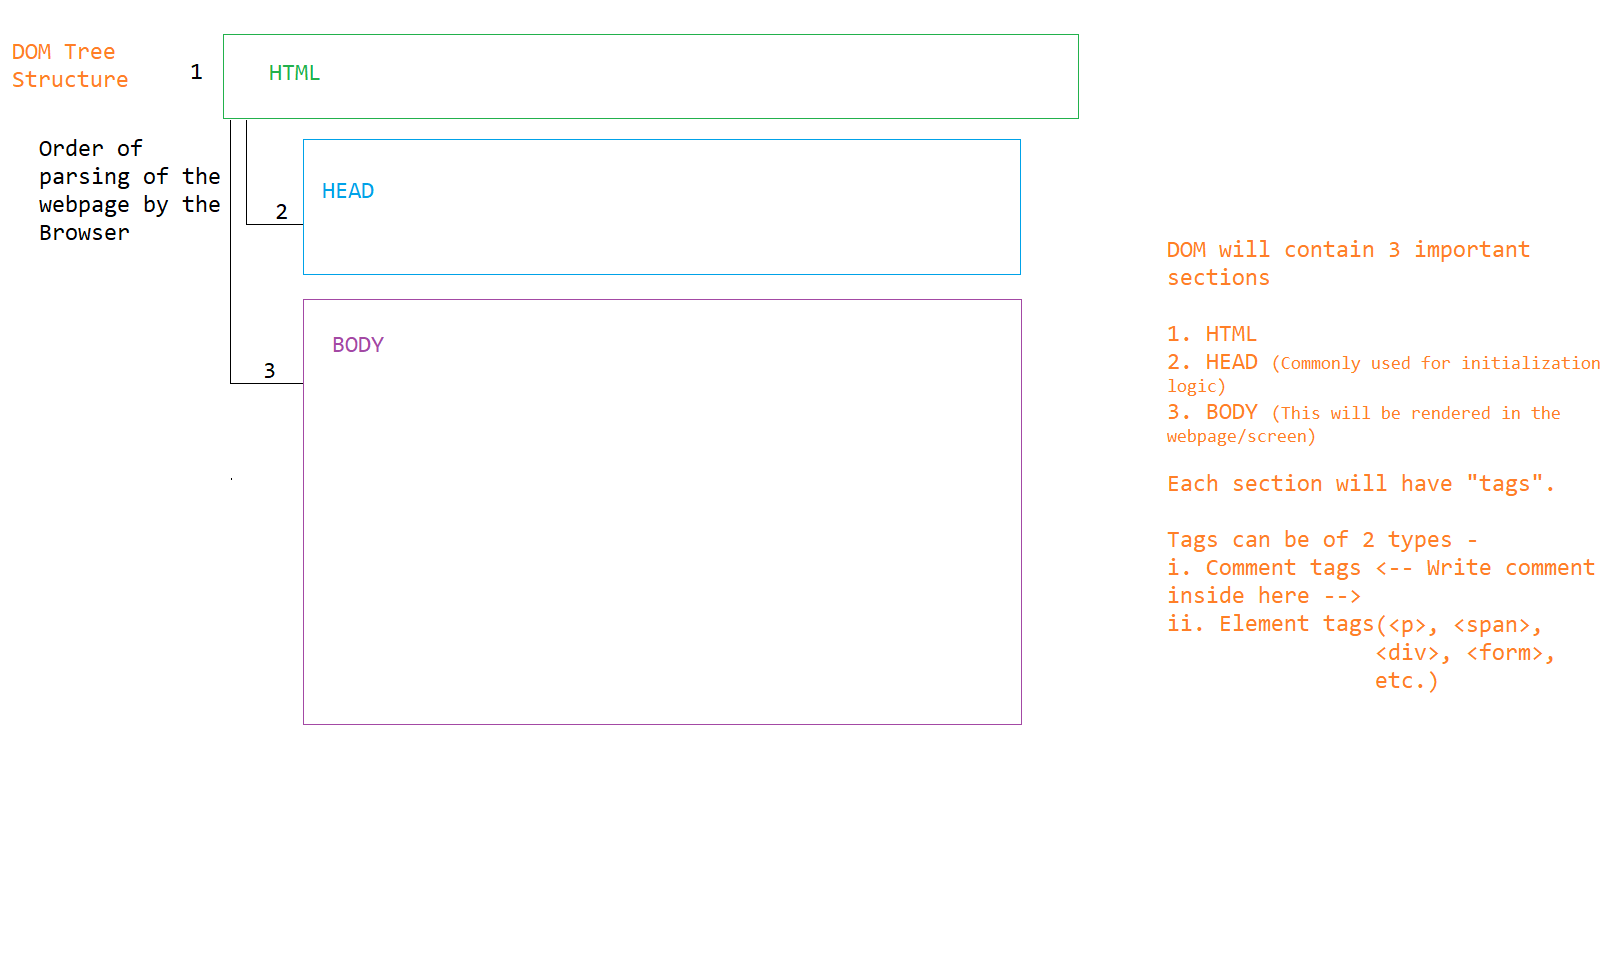 DOM Tree
Structure
1
HTML
Order of
parsing of the
webpage by the
Browser
HEAD
2
BODY
3
DOM will contain 3 important
sections
1. HTML
2. HEAD (Commonly used for initialization
logic)
3. BODY (This will be rendered in the
webpage/screen)
Each section will have "tags".
Tags can be of 2 types -
i. Comment tags <-- Write comment
inside here -->
ii. Element tags(<p>, <span>,
<div>, <form>,
etc.)